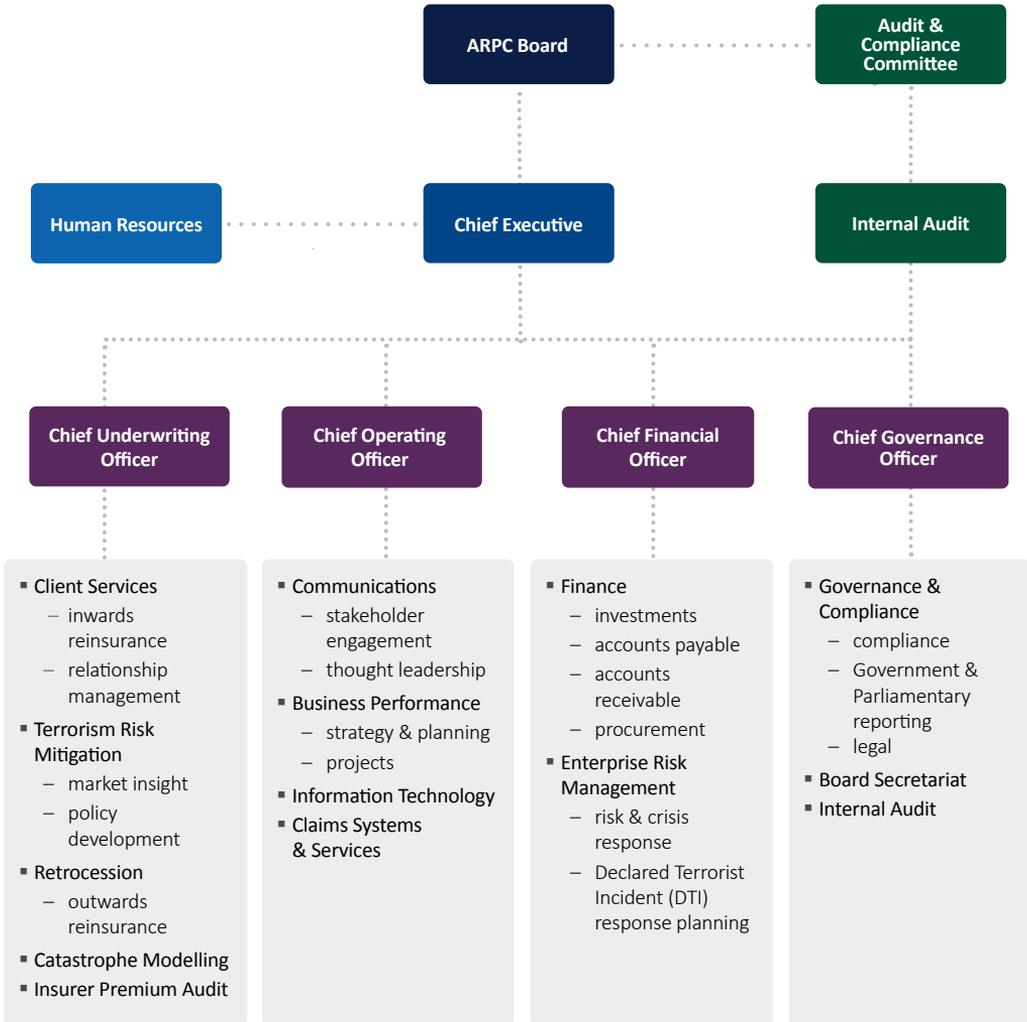 ARPC Board
Audit &
Compliance
Committee
Human Resources
Chief Executive
Internal Audit
Chief Underwriting
Officer
Chief Operating
Officer
Chief Financial
Officer
Chief Governance
Officer
▪ Client Services
– inwards
reinsurance
– relationship
management
▪ Terrorism Risk
Mitigation
– market insight
– policy
development
▪ Retrocession
– outwards
reinsurance
▪ Catastrophe Modelling
▪ Insurer Premium Audit
▪ Communications
– stakeholder
engagement
– thought leadership
▪ Business Performance
– strategy & planning
– projects
▪ Information Technology
▪ Claims Systems
& Services
▪ Finance
– investments
– accounts payable
– accounts
receivable
– procurement
▪ Enterprise Risk
Management
– risk & crisis
response
– Declared Terrorist
Incident (DTI)
response planning
▪ Governance &
Compliance
– compliance
– Government &
Parliamentary
reporting
– legal
▪ Board Secretariat
▪ Internal Audit